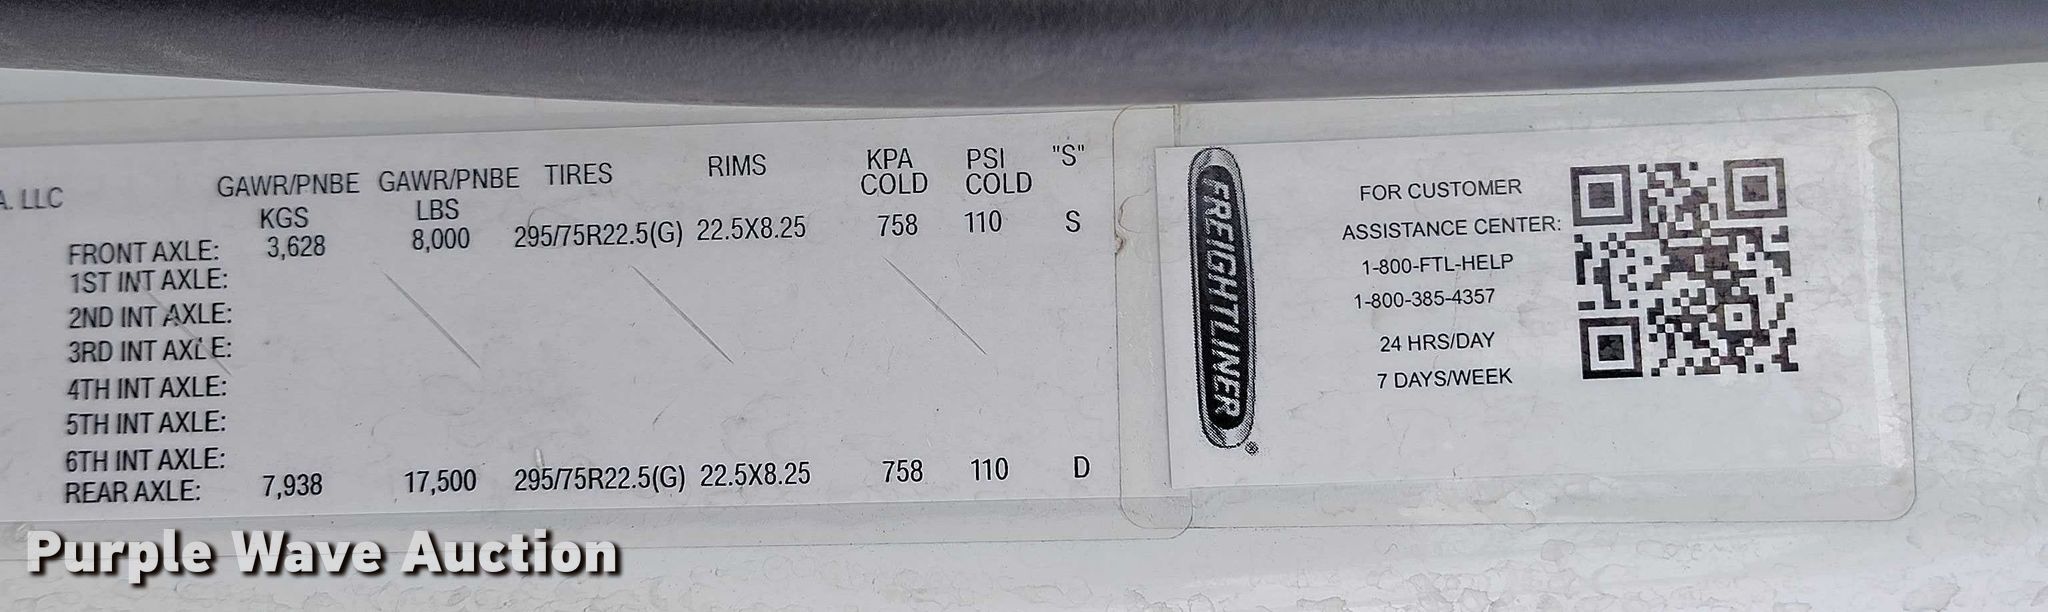 A. LLC
GAWR/PNBE KGS GAWR/PNBE LBS TIRES RIMS KPA COLD PSI COLD "S"
FRONT AXLE: 3,628 8,000 295/75R22.5(G) 22.5X8.25 758 110 S
1ST INT AXLE:
2ND INT AXLE:
3RD INT AXLE:
4TH INT AXLE:
5TH INT AXLE:
6TH INT AXLE:
REAR AXLE: 7,938 17,500 295/75R22.5(G) 22.5X8.25 758 110 D
FREIGHTLINER®
FOR CUSTOMER
ASSISTANCE CENTER:
1-800-FTL-HELP
1-800-385-4357
24 HRS/DAY
7 DAYS/WEEK
Purple Wave Auction